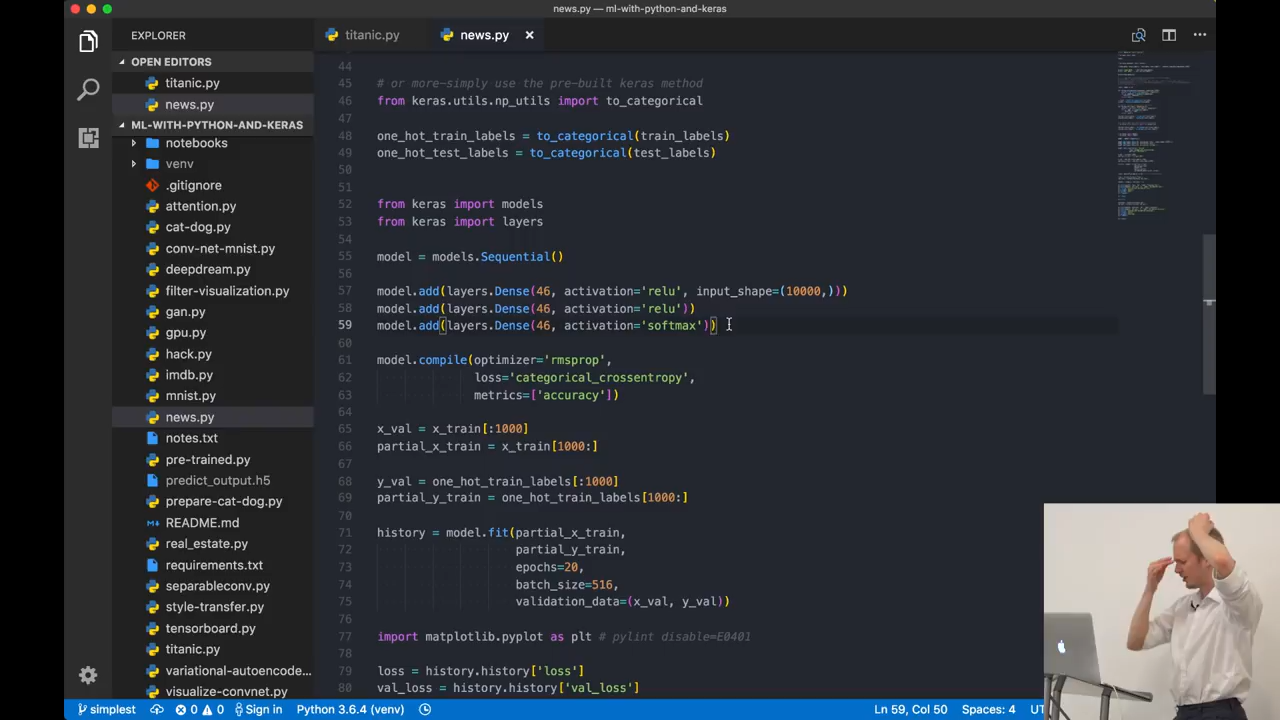 news.py — ml-with-python-and-keras
EXPLORER
OPEN EDITORS
titanic.py
news.py
ML-WITH-PYTHON-AND-KERAS
notebooks
venv
.gitignore
attention.py
cat-dog.py
conv-net-mnist.py
deepdream.py
filter-visualization.py
gan.py
gpu.py
hack.py
imdb.py
mnist.py
news.py
notes.txt
pre-trained.py
predict_output.h5
prepare-cat-dog.py
README.md
real_estate.py
requirements.txt
separableconv.py
style-transfer.py
tensorboard.py
titanic.py
variational-autoencode...
visualize-convnet.py
titanic.py
news.py
44
45 # or more—simply use the pre-built keras method
46 from keras.utils.np_utils import to_categorical
47
48 one_hot_train_labels = to_categorical(train_labels)
49 one_hot_test_labels = to_categorical(test_labels)
50
51
52 from keras import models
53 from keras import layers
54
55 model = models.Sequential()
56
57 model.add(layers.Dense(46, activation='relu', input_shape=(10000,)))
58 model.add(layers.Dense(46, activation='relu'))
59 model.add(layers.Dense(46, activation='softmax'))
60
61 model.compile(optimizer='rmsprop',
62 loss='categorical_crossentropy',
63 metrics=['accuracy'])
64
65 x_val = x_train[:1000]
66 partial_x_train = x_train[1000:]
67
68 y_val = one_hot_train_labels[:1000]
69 partial_y_train = one_hot_train_labels[1000:]
70
71 history = model.fit(partial_x_train,
72 partial_y_train,
73 epochs=20,
74 batch_size=516,
75 validation_data=(x_val, y_val))
76
77 import matplotlib.pyplot as plt # pylint disable=E0401
78
79 loss = history.history['loss']
80 val_loss = history.history['val_loss']
simplest 0 0 Sign in Python 3.6.4 (venv) Ln 59, Col 50 Spaces: 4